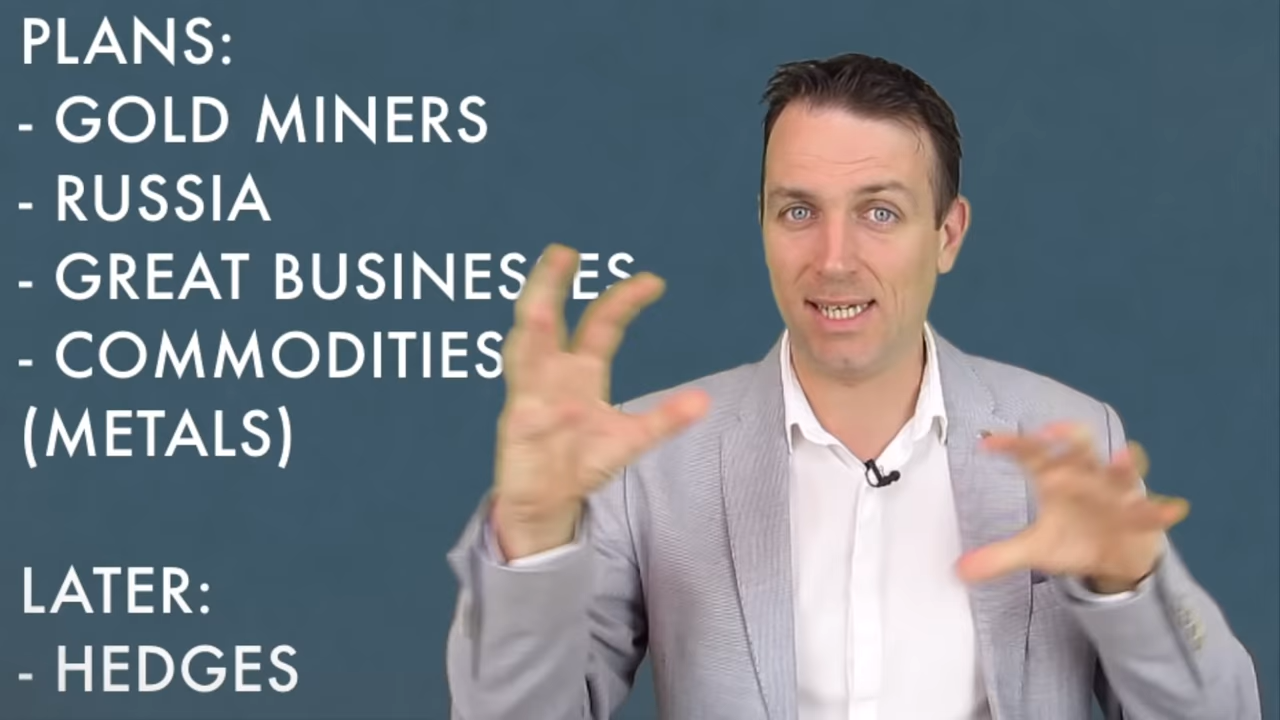 PLANS:
- GOLD MINERS
- RUSSIA
- GREAT BUSINESSES
- COMMODITIES
(METALS)
LATER:
- HEDGES